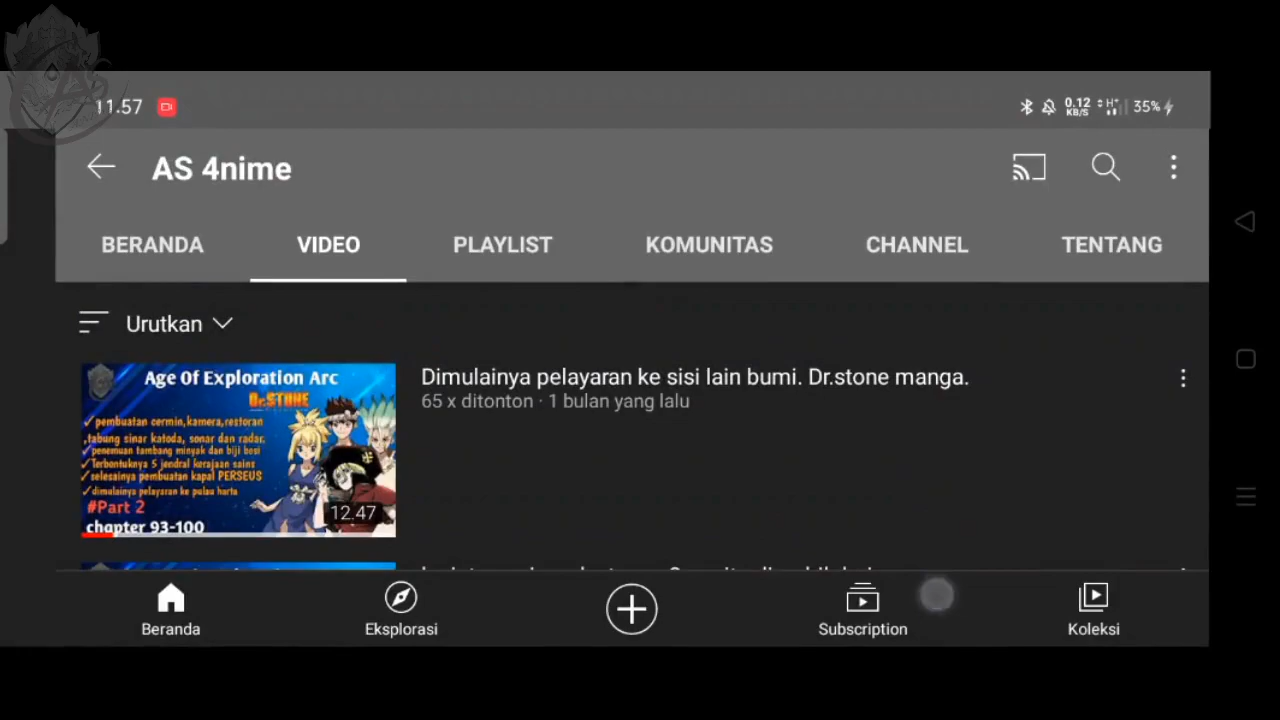 11.57
0.12
KB/S
H+
35%
AS 4nime
BERANDA
VIDEO
PLAYLIST
KOMUNITAS
CHANNEL
TENTANG
Urutkan
Age Of Exploration Arc
Dr.STONE
✓pembuatan cermin,kamera,restoran
,tabung sinar katoda, sonar dan radar.
✓penemuan tambang minyak dan biji besi
✓Terbentuknya 5 jendral kerajaan sains
✓selesainya pembuatan kapal PERSEUS
✓dimulainya pelayaran ke pulau harta
#Part 2
chapter 93-100
12.47
Dimulainya pelayaran ke sisi lain bumi. Dr.stone manga.
65 x ditonton · 1 bulan yang lalu
Beranda
Eksplorasi
Subscription
Koleksi